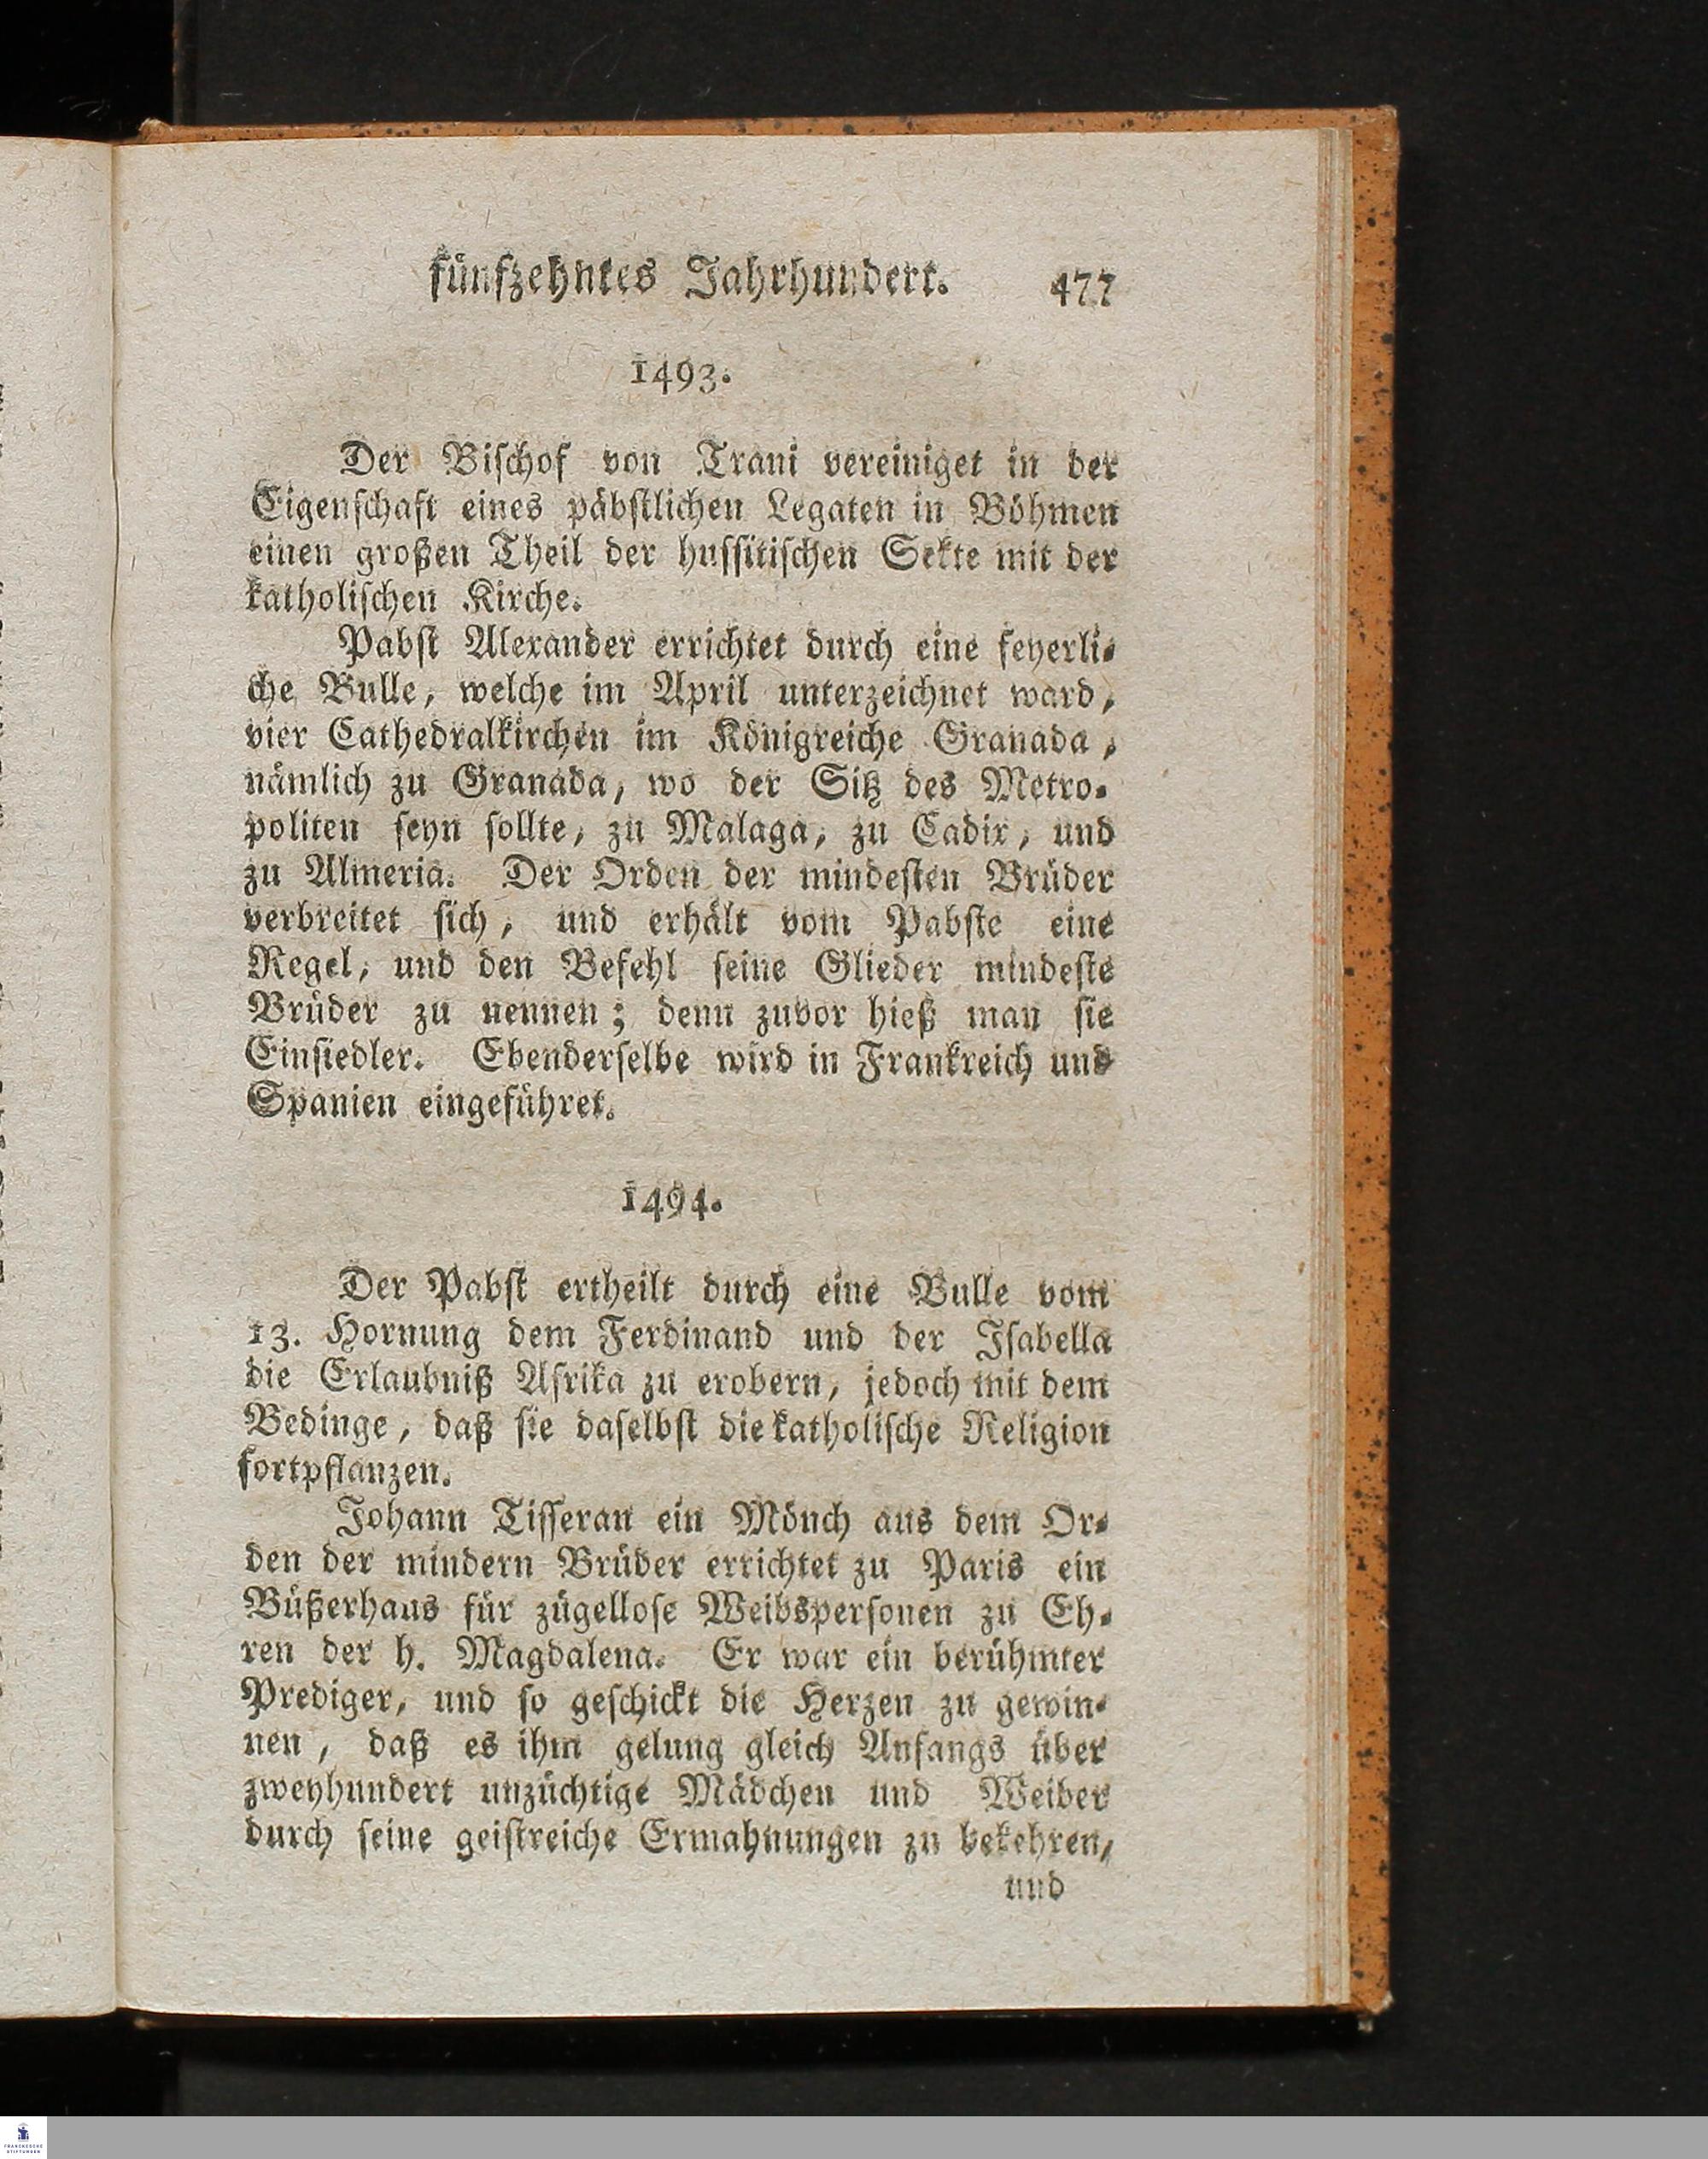 fünfzehntes Jahrhundert. 477
1493.
Der Bischof von Trani vereiniget in der
Eigenschaft eines päbstlichen Legaten in Böhmen
einen großen Theil der hussitischen Sekte mit der
katholischen Kirche.
Pabst Alexander errichtet durch eine feyerli-
che Bulle, welche im April unterzeichnet ward,
vier Cathedralkirchen im Königreiche Granada,
nämlich zu Granada, wo der Sitz des Metro-
politen seyn sollte, zu Malaga, zu Cadix, und
zu Almeria. Der Orden der mindesten Brüder
verbreitet sich, und erhält vom Pabste eine
Regel, und den Befehl seine Glieder mindeste
Brüder zu nennen; denn zuvor hieß man sie
Einsiedler. Ebenderselbe wird in Frankreich und
Spanien eingeführet.
1494.
Der Pabst ertheilt durch eine Bulle vom
13. Hornung dem Ferdinand und der Isabella
die Erlaubniß Afrika zu erobern, jedoch mit dem
Bedinge, daß sie daselbst die katholische Religion
fortpflanzen.
Johann Tisseran ein Mönch aus dem Or-
den der mindern Brüder errichtet zu Paris ein
Büßerhaus für zügellose Weibspersonen zu Eh-
ren der h. Magdalena. Er war ein berühmter
Prediger, und so geschickt die Herzen zu gewin-
nen, daß es ihm gelung gleich Anfangs über
zweyhundert unzüchtige Mädchen und Weiber
durch seine geistreiche Ermahnungen zu bekehren,
und
FRANCKESCHE
STIFTUNGEN